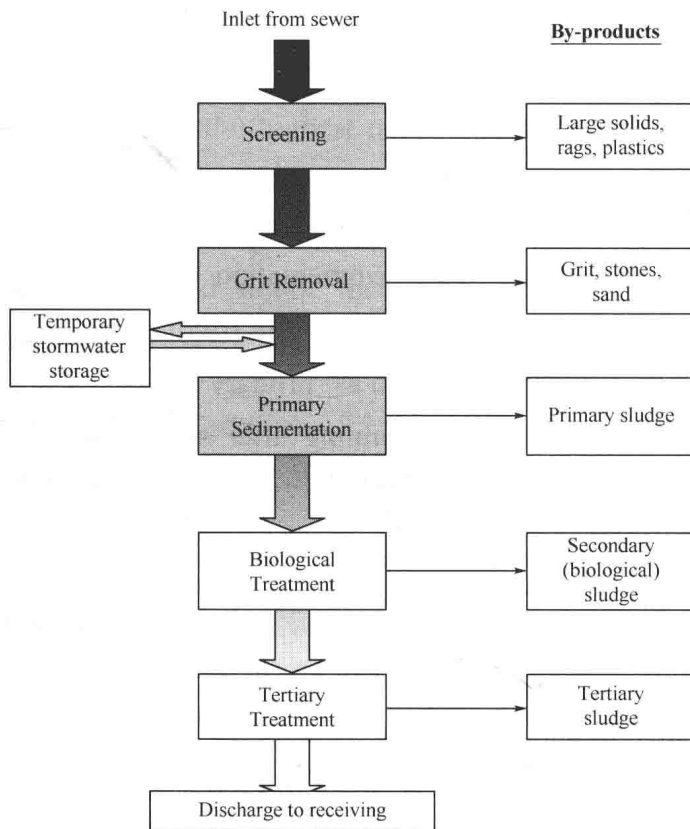 Inlet from sewer
By-products
Screening
Large solids,
rags, plastics
Grit Removal
Grit, stones,
sand
Temporary
stormwater
storage
Primary
Sedimentation
Primary sludge
Biological
Treatment
Secondary
(biological)
sludge
Tertiary
Treatment
Tertiary
sludge
Discharge to receiving